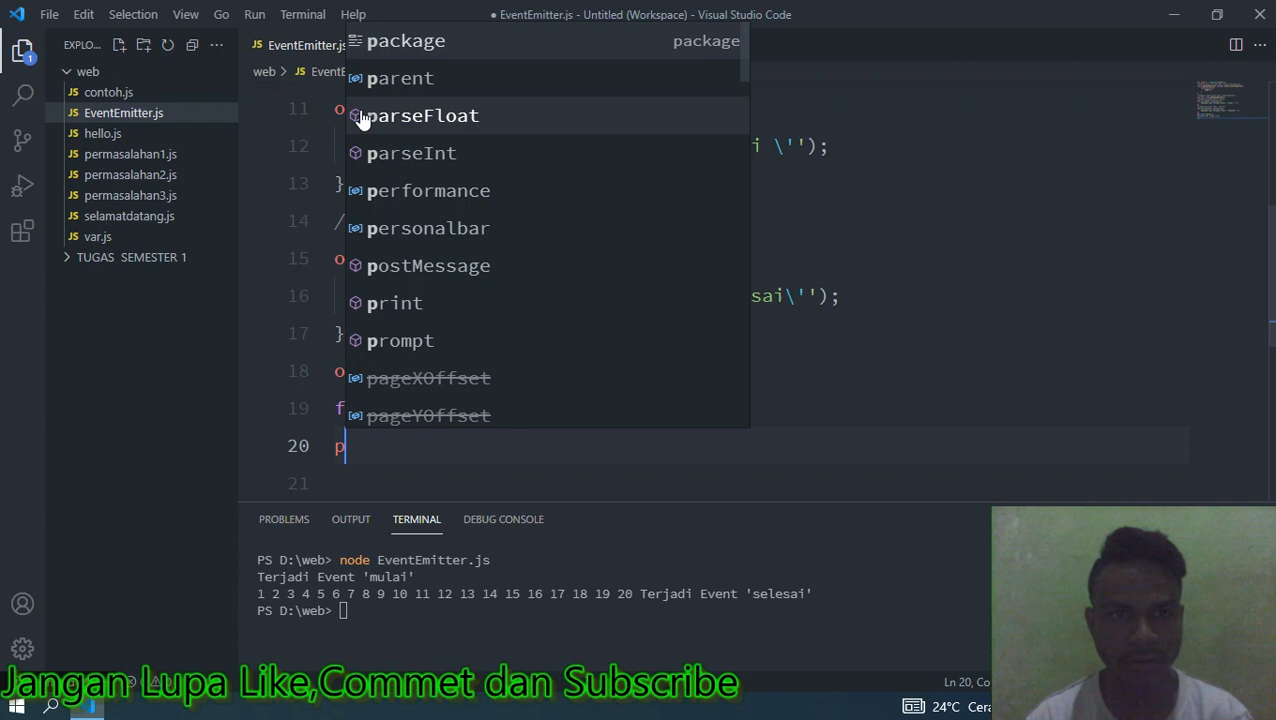 File Edit Selection View Go Run Terminal Help
● EventEmitter.js - Untitled (Workspace) - Visual Studio Code
EXPLO...
JS EventEmitter.js
web
web > JS EventE
JS contoh.js
JS EventEmitter.js
JS hello.js
JS permasalahan1.js
JS permasalahan2.js
JS permasalahan3.js
JS selamatdatang.js
JS var.js
TUGAS SEMESTER 1
1
package package
parent
parseFloat
parseInt
performance
personalbar
postMessage
print
prompt
pageXOffset
pageYOffset
11 o
12 i \'');
13 }
14 /
15 o
16 sai\'');
17 }
18 o
19 f
20 p
21
PROBLEMS OUTPUT TERMINAL DEBUG CONSOLE
PS D:\web> node EventEmitter.js
Terjadi Event 'mulai'
1 2 3 4 5 6 7 8 9 10 11 12 13 14 15 16 17 18 19 20 Terjadi Event 'selesai'
PS D:\web>
Jangan Lupa Like,Commet dan Subscribe
Ln 20, Co
24°C Cera